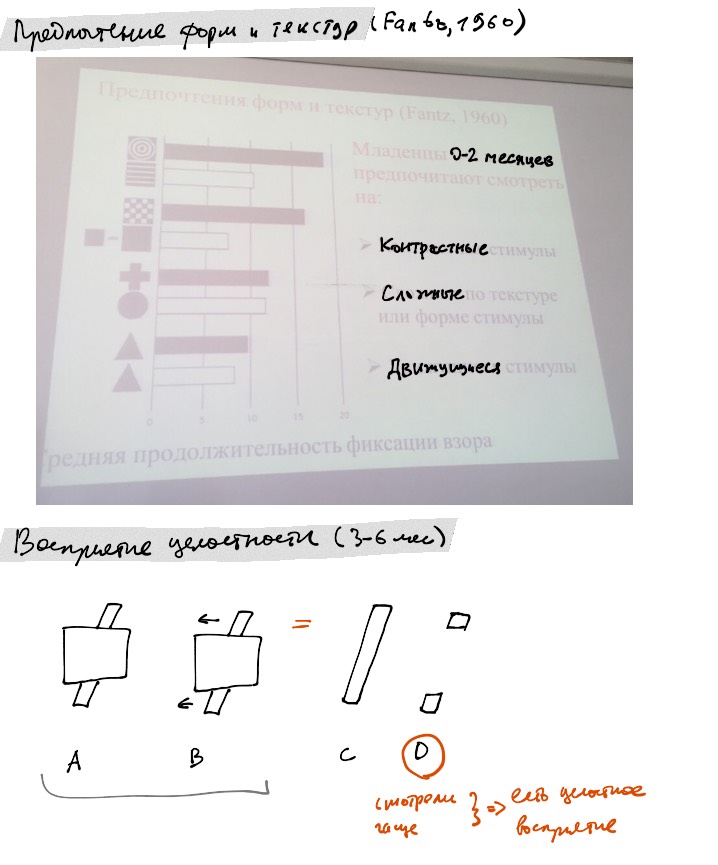 Предпочтение форм и текстур (Fantz, 1960)
Предпочтения форм и текстур (Fantz, 1960)
Младенцы 0-2 месяцев
предпочитают смотреть
на:
➤ Контрастные стимулы
➤ Сложные по текстуре
или форме стимулы
➤ Движущиеся стимулы
0 5 10 15 20
Средняя продолжительность фиксации взора
Восприятие целостности (3-6 мес)
=
A B C D
смотрели
чаще
} => есть целостное
восприятие